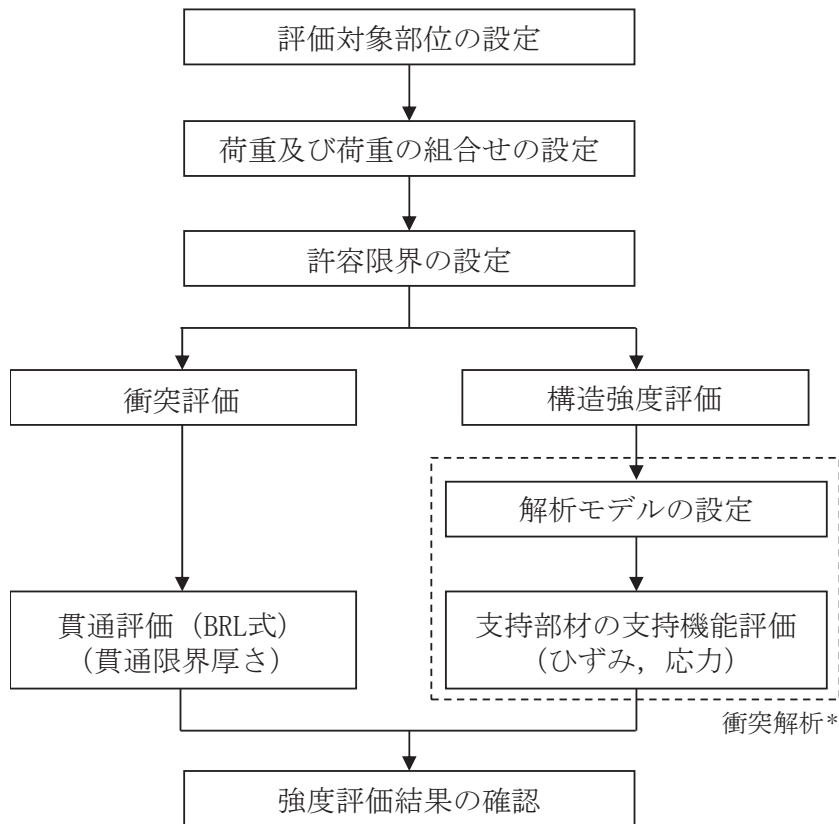 評価対象部位の設定
荷重及び荷重の組合せの設定
許容限界の設定
衝突評価
構造強度評価
解析モデルの設定
貫通評価（BRL式）
（貫通限界厚さ）
支持部材の支持機能評価
（ひずみ，応力）
衝突解析*
強度評価結果の確認